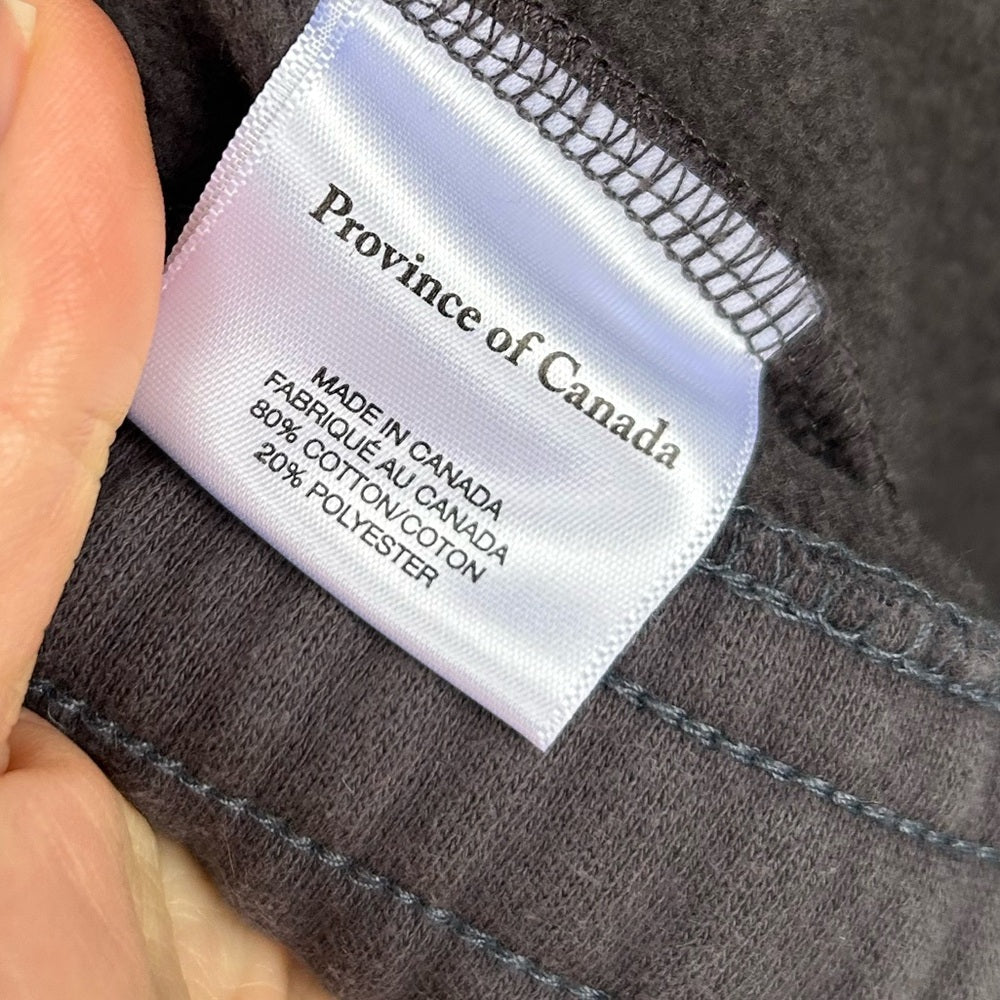 Province of Canada
MADE IN CANADA
FABRIQUÉ AU CANADA
80% COTTON/COTON
20% POLYESTER